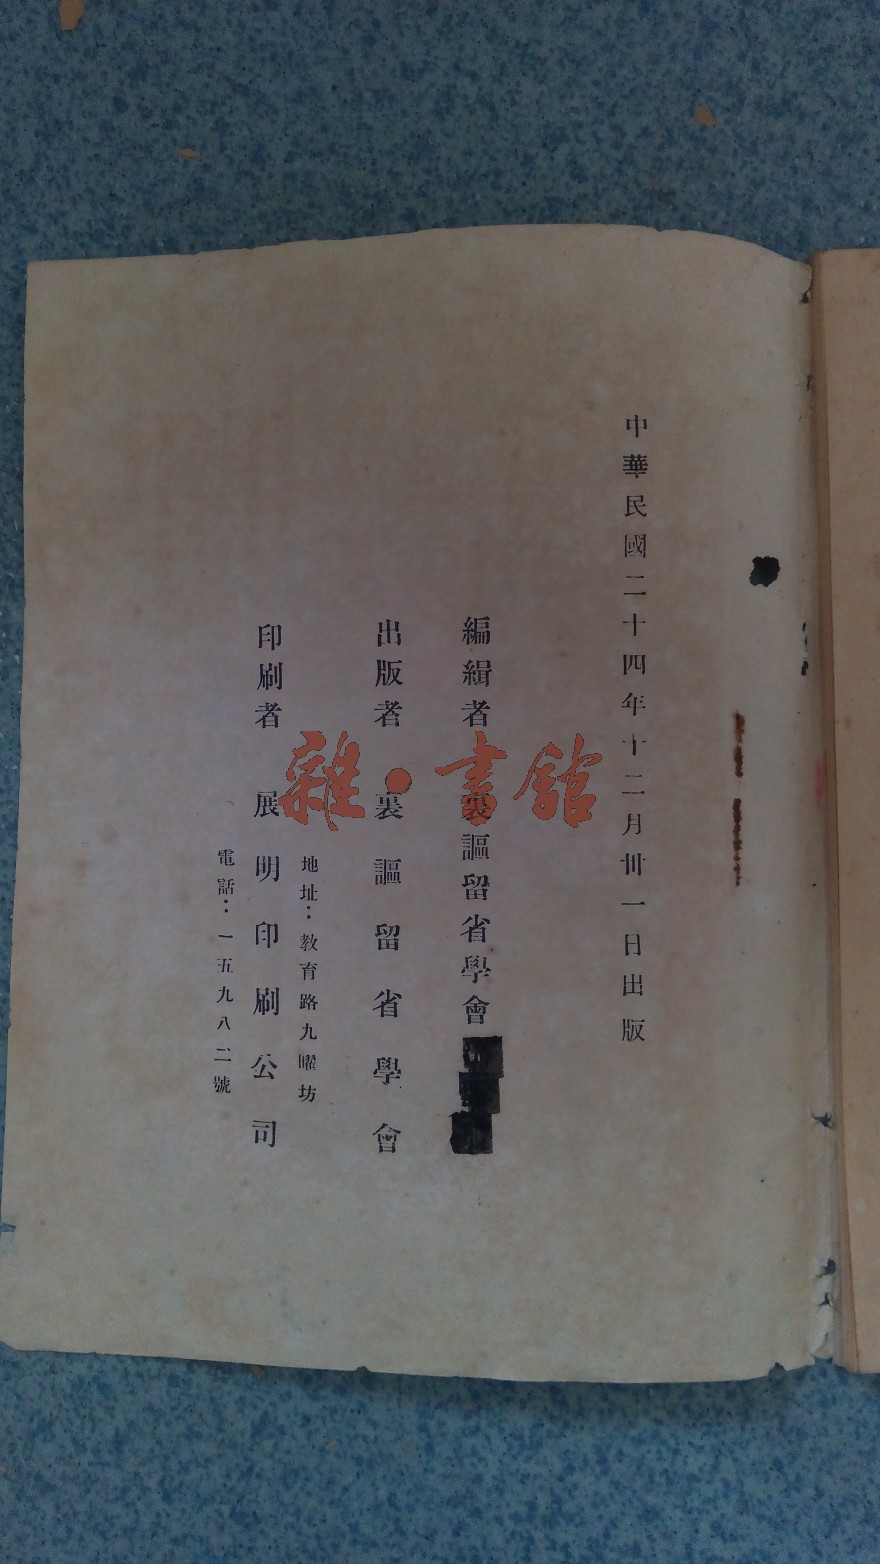 中華民國二十四年十二月卅一日出版
編緝者 裏謳留省學會
出版者 裏謳留省學會
地址：教育路九曜坊
印刷者 展明印刷公司
電話：一五九八二號
雜·書館